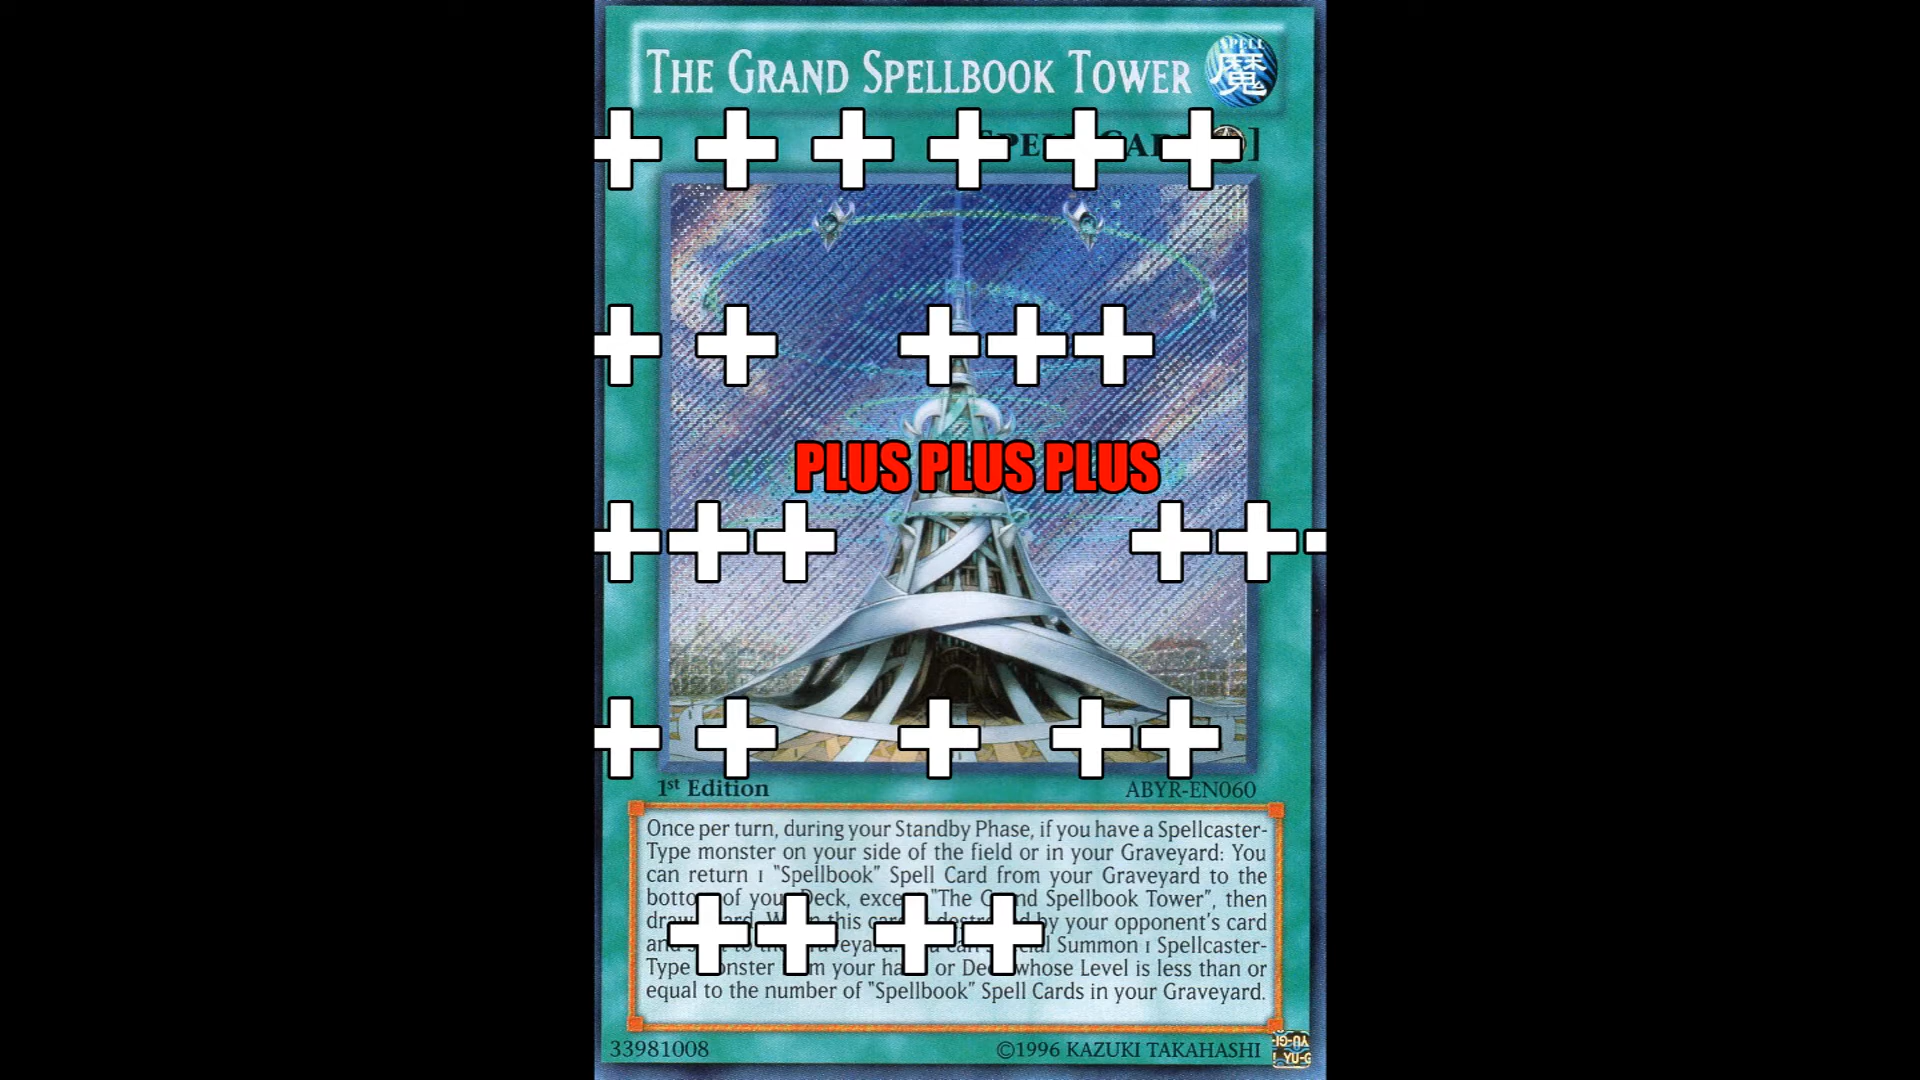 THE GRAND SPELLBOOK TOWER
SPELL
魔
+ + + + + +
+ + +++
PLUS PLUS PLUS
+++ +++
+ + + ++
1st Edition
ABYR-EN060
Once per turn, during your Standby Phase, if you have a Spellcaster-
Type monster on your side of the field or in your Graveyard: You
can return 1 "Spellbook" Spell Card from your Graveyard to the
of Deck, "The Spellbook Tower", then
this by your opponent's card
++ ++
Summon 1 Spellcaster-
Type your or whose Level is less than or
equal to the number of "Spellbook" Spell Cards in your Graveyard.
33981008
©1996 KAZUKI TAKAHASHI